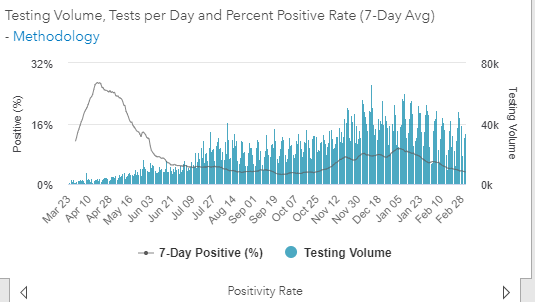 Testing Volume, Tests per Day and Percent Positive Rate (7-Day Avg)
- Methodology
32%
80k
16%
40k
0%
0k
Positive (%)
Testing Volume
Mar 23
Apr 10
Apr 28
May 16
Jun 03
Jun 21
Jul 09
Jul 27
Aug 14
Sep 01
Sep 19
Oct 07
Oct 25
Nov 12
Nov 30
Dec 18
Jan 05
Jan 23
Feb 10
Feb 28
7-Day Positive (%)
Testing Volume
Positivity Rate